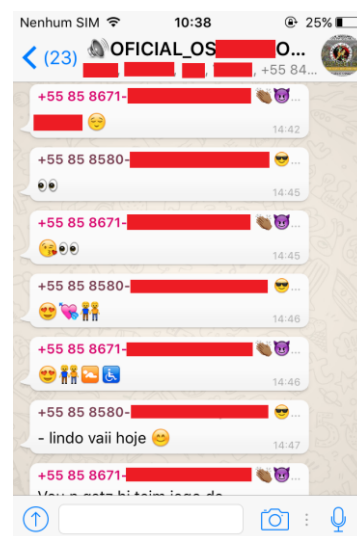 Nenhum SIM 10:38 25%
(23) OFICIAL_OS O...
, , , , +55 84...
+55 85 8671-
14:42
+55 85 8580- ...
👀
14:45
+55 85 8671-
😘👀
14:45
+55 85 8580- ...
😍💘👬
14:46
+55 85 8671-
14:46
+55 85 8580- ...
- lindo vaii hoje 😊
14:47
+55 85 8671-